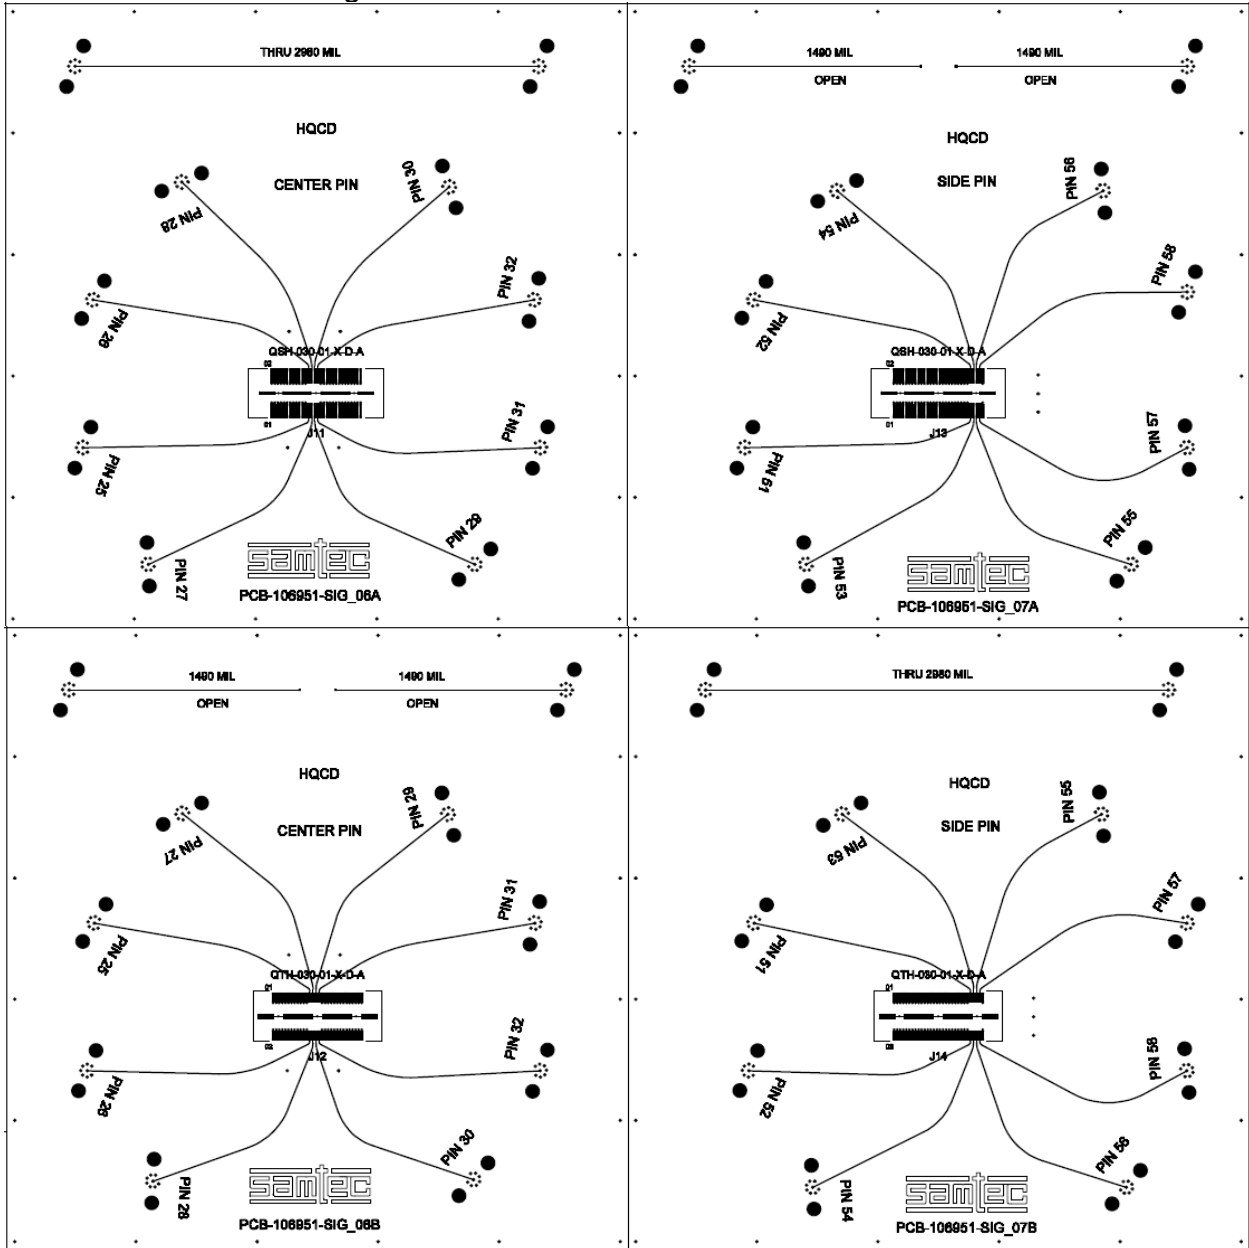 THRU 2980 MIL
HQCD
CENTER PIN
PIN 28
PIN 30
PIN 26
PIN 32
QSH-030-01-X-D-A
02
01
J11
PIN 25
PIN 31
PIN 27
PIN 29
samtec
PCB-106951-SIG_06A
1490 MIL
OPEN
1490 MIL
OPEN
HQCD
SIDE PIN
PIN 54
PIN 56
PIN 52
PIN 58
QSH-030-01-X-D-A
02
01
J13
PIN 51
PIN 57
PIN 53
PIN 55
samtec
PCB-106951-SIG_07A
1490 MIL
OPEN
1490 MIL
OPEN
HQCD
CENTER PIN
PIN 27
PIN 29
PIN 25
PIN 31
QTH-030-01-X-D-A
01
J12
PIN 26
PIN 32
PIN 28
PIN 30
samtec
PCB-106951-SIG_06B
THRU 2980 MIL
HQCD
SIDE PIN
PIN 53
PIN 55
PIN 51
PIN 57
QTH-030-01-X-D-A
01
J14
PIN 52
PIN 58
PIN 54
PIN 56
samtec
PCB-106951-SIG_07B